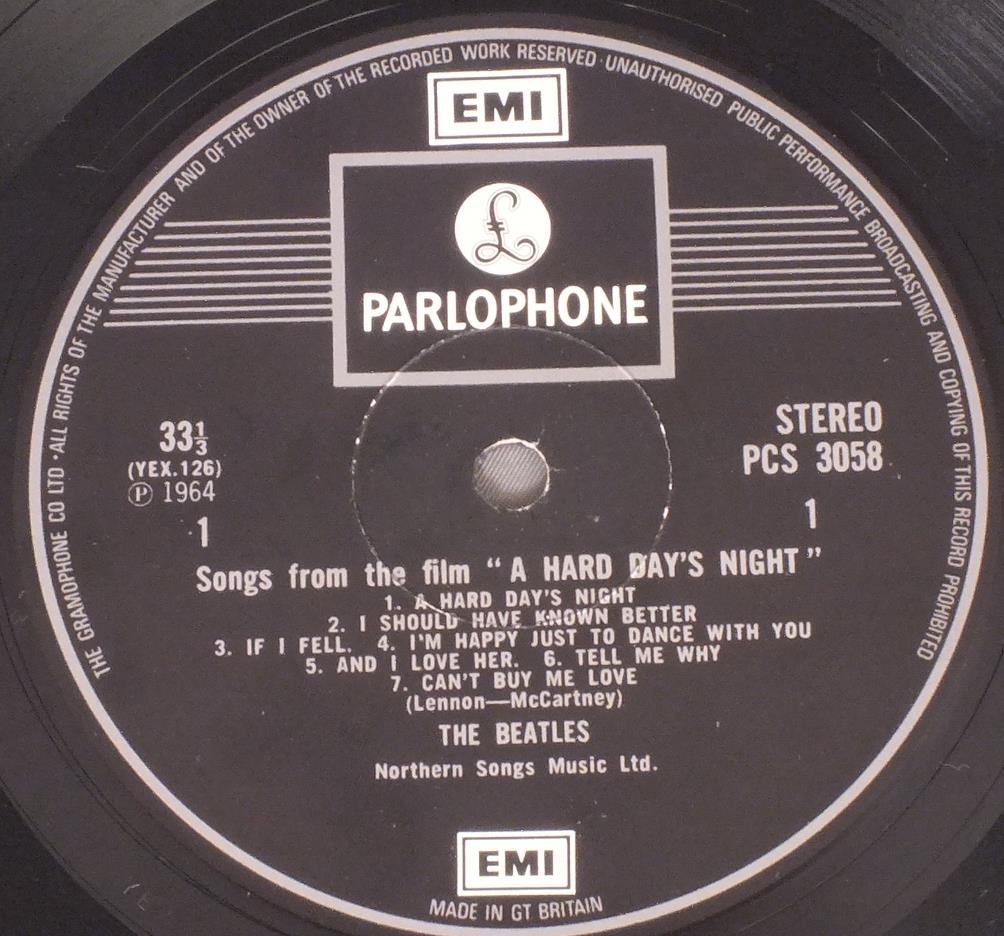 THE GRAMOPHONE CO LTD · ALL RIGHTS OF THE MANUFACTURER AND OF THE OWNER OF THE RECORDED WORK RESERVED · UNAUTHORISED PUBLIC PERFORMANCE BROADCASTING AND COPYING OF THIS RECORD PROHIBITED
EMI
£
PARLOPHONE
33⅓
(YEX.126)
℗ 1964
1
STEREO
PCS 3058
1
Songs from the film "A HARD DAY'S NIGHT"
1. A HARD DAY'S NIGHT
2. I SHOULD HAVE KNOWN BETTER
3. IF I FELL. 4. I'M HAPPY JUST TO DANCE WITH YOU
5. AND I LOVE HER. 6. TELL ME WHY
7. CAN'T BUY ME LOVE
(Lennon—McCartney)
THE BEATLES
Northern Songs Music Ltd.
EMI
MADE IN GT BRITAIN